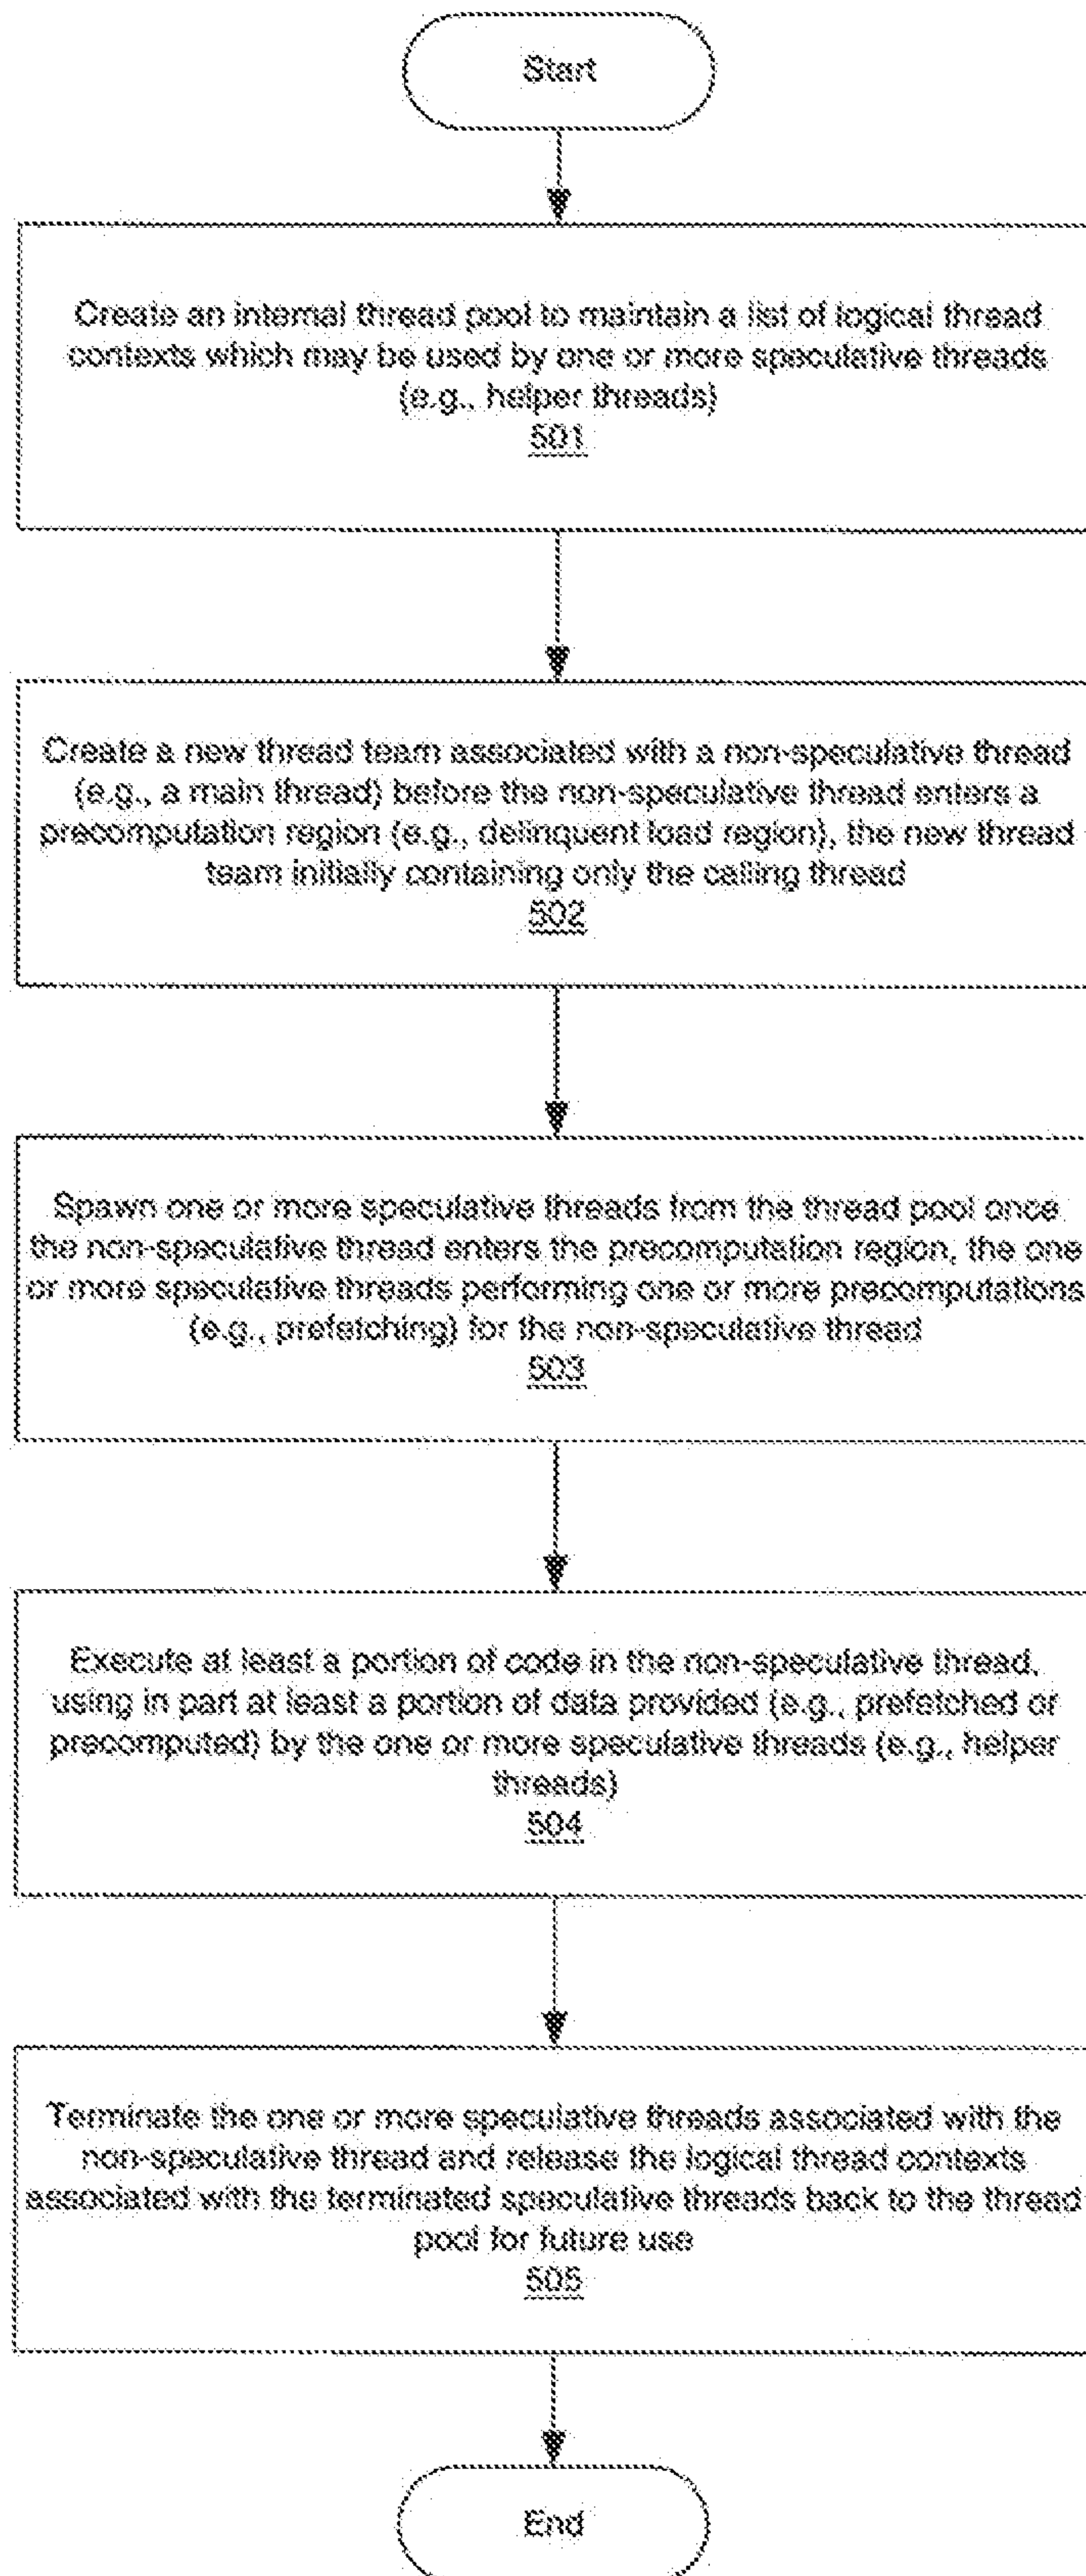 Start
Create an internal thread pool to maintain a list of logical thread
contexts which may be used by one or more speculative threads
(e.g., helper threads)
501
Create a new thread team associated with a non-speculative thread
(e.g., a main thread) before the non-speculative thread enters a
precomputation region (e.g., delinquent load region), the new thread
team initially containing only the calling thread
502
Spawn one or more speculative threads from the thread pool once
the non-speculative thread enters the precomputation region, the one
or more speculative threads performing one or more precomputations
(e.g., prefetching) for the non-speculative thread
503
Execute at least a portion of code in the non-speculative thread,
using in part at least a portion of data provided (e.g., prefetched or
precomputed) by the one or more speculative threads (e.g., helper
threads)
504
Terminate the one or more speculative threads associated with the
non-speculative thread and release the logical thread contexts
associated with the terminated speculative threads back to the thread
pool for future use
505
End